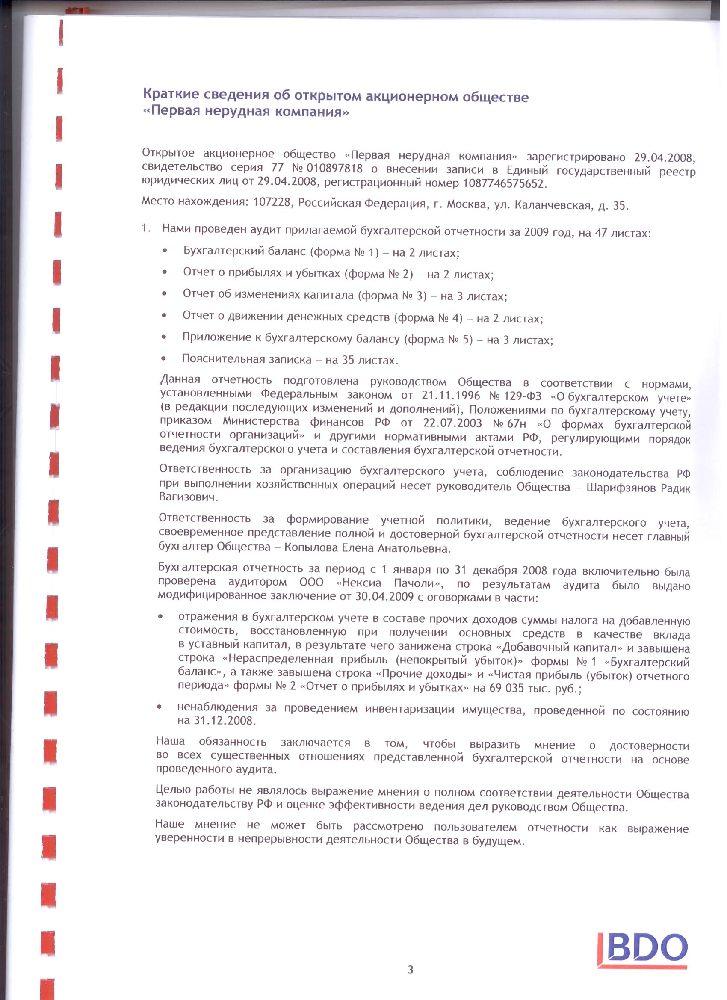 Краткие сведения об открытом акционерном обществе
«Первая нерудная компания»
Открытое акционерное общество «Первая нерудная компания» зарегистрировано 29.04.2008,
свидетельство серия 77 № 010897818 о внесении записи в Единый государственный реестр
юридических лиц от 29.04.2008, регистрационный номер 1087746575652.
Место нахождения: 107228, Российская Федерация, г. Москва, ул. Каланчевская, д. 35.
1. Нами проведен аудит прилагаемой бухгалтерской отчетности за 2009 год, на 47 листах:
• Бухгалтерский баланс (форма № 1) – на 2 листах;
• Отчет о прибылях и убытках (форма № 2) – на 2 листах;
• Отчет об изменениях капитала (форма № 3) – на 3 листах;
• Отчет о движении денежных средств (форма № 4) – на 2 листах;
• Приложение к бухгалтерскому балансу (форма № 5) – на 3 листах;
• Пояснительная записка – на 35 листах.
Данная отчетность подготовлена руководством Общества в соответствии с нормами,
установленными Федеральным законом от 21.11.1996 № 129-ФЗ «О бухгалтерском учете»
(в редакции последующих изменений и дополнений), Положениями по бухгалтерскому учету,
приказом Министерства финансов РФ от 22.07.2003 № 67н «О формах бухгалтерской
отчетности организаций» и другими нормативными актами РФ, регулирующими порядок
ведения бухгалтерского учета и составления бухгалтерской отчетности.
Ответственность за организацию бухгалтерского учета, соблюдение законодательства РФ
при выполнении хозяйственных операций несет руководитель Общества – Шарифзянов Радик
Вагизович.
Ответственность за формирование учетной политики, ведение бухгалтерского учета,
своевременное представление полной и достоверной бухгалтерской отчетности несет главный
бухгалтер Общества – Копылова Елена Анатольевна.
Бухгалтерская отчетность за период с 1 января по 31 декабря 2008 года включительно была
проверена аудитором ООО «Нексиа Пачоли», по результатам аудита было выдано
модифицированное заключение от 30.04.2009 с оговорками в части:
• отражения в бухгалтерском учете в составе прочих доходов суммы налога на добавленную
стоимость, восстановленную при получении основных средств в качестве вклада
в уставный капитал, в результате чего занижена строка «Добавочный капитал» и завышена
строка «Нераспределенная прибыль (непокрытый убыток)» формы № 1 «Бухгалтерский
баланс», а также завышена строка «Прочие доходы» и «Чистая прибыль (убыток) отчетного
периода» формы № 2 «Отчет о прибылях и убытках» на 69 035 тыс. руб.;
• ненаблюдения за проведением инвентаризации имущества, проведенной по состоянию
на 31.12.2008.
Наша обязанность заключается в том, чтобы выразить мнение о достоверности
во всех существенных отношениях представленной бухгалтерской отчетности на основе
проведенного аудита.
Целью работы не являлось выражение мнения о полном соответствии деятельности Общества
законодательству РФ и оценке эффективности ведения дел руководством Общества.
Наше мнение не может быть рассмотрено пользователем отчетности как выражение
уверенности в непрерывности деятельности Общества в будущем.
BDO
3